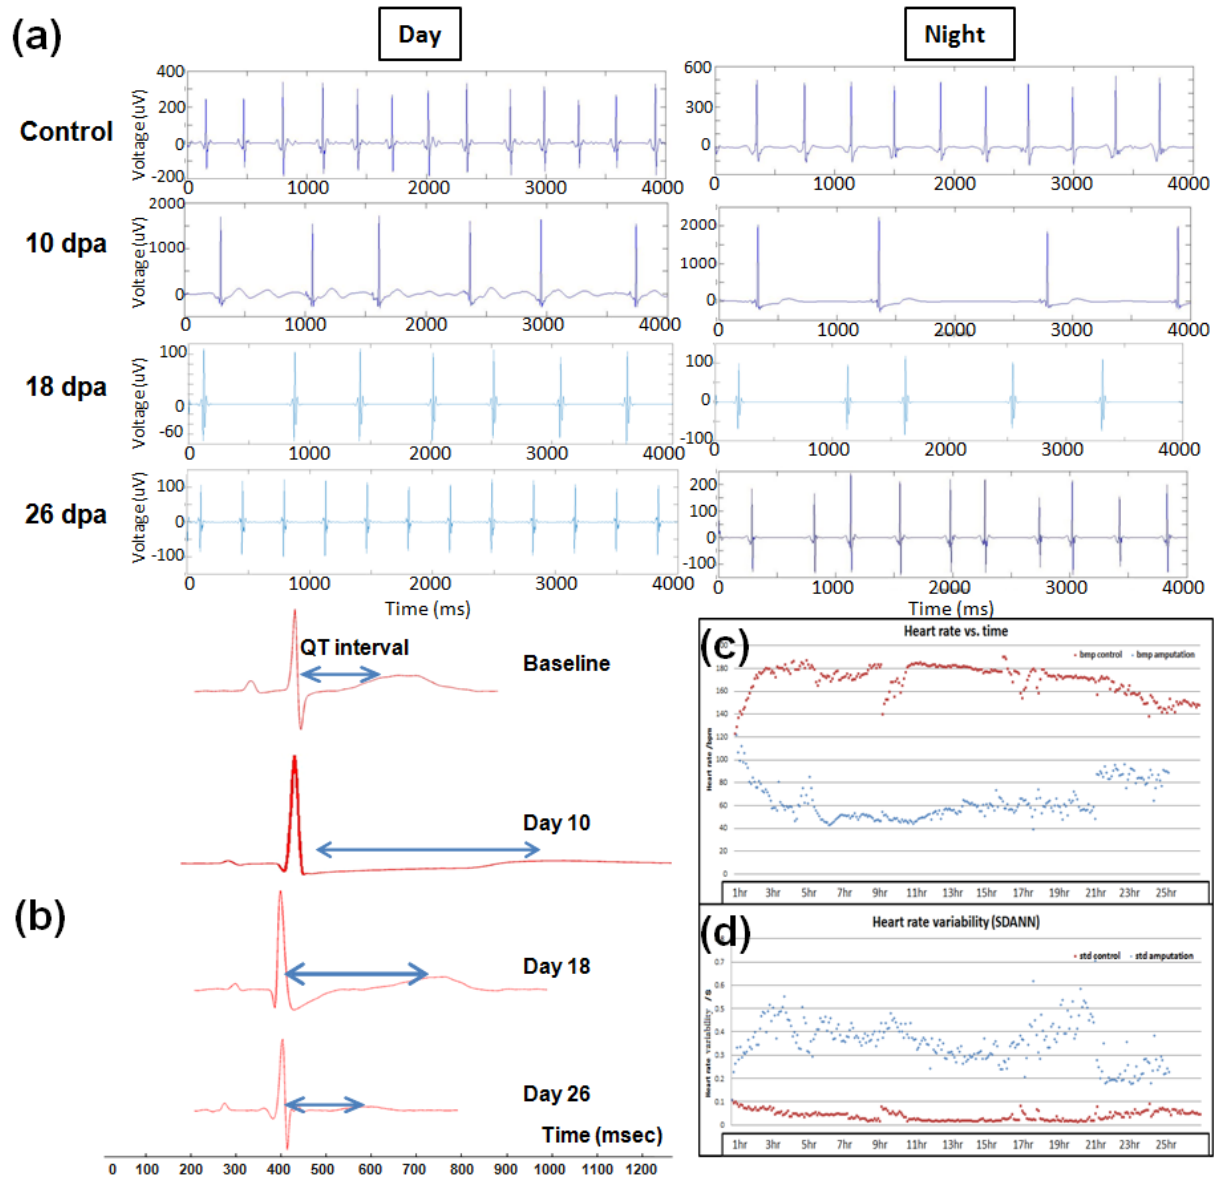 (a)
Day
Night
Control
Voltage (uV)
400
200
0
-200
0 1000 2000 3000 4000
600
300
0
0 1000 2000 3000 4000
10 dpa
Voltage (uV)
2000
1000
0
0 1000 2000 3000 4000
2000
1000
0
0 1000 2000 3000 4000
18 dpa
Voltage (uV)
100
0
-60
0 1000 2000 3000 4000
100
0
-100
0 1000 2000 3000 4000
26 dpa
Voltage (uV)
100
0
-100
0 1000 2000 3000 4000
Time (ms)
200
100
0
-100
0 1000 2000 3000 4000
Time (ms)
(b)
QT interval
Baseline
Day 10
Day 18
Day 26
Time (msec)
0 100 200 300 400 500 600 700 800 900 1000 1100 1200
(c)
Heart rate vs. time
bmp control bmp amputation
Heart rate /bpm
180
160
140
120
100
80
60
40
20
0
1hr 3hr 5hr 7hr 9hr 11hr 13hr 15hr 17hr 19hr 21hr 23hr 25hr
(d)
Heart rate variability (SDANN)
std control std amputation
Heart rate variability /S
0.7
0.6
0.5
0.4
0.3
0.2
0.1
0
1hr 3hr 5hr 7hr 9hr 11hr 13hr 15hr 17hr 19hr 21hr 23hr 25hr